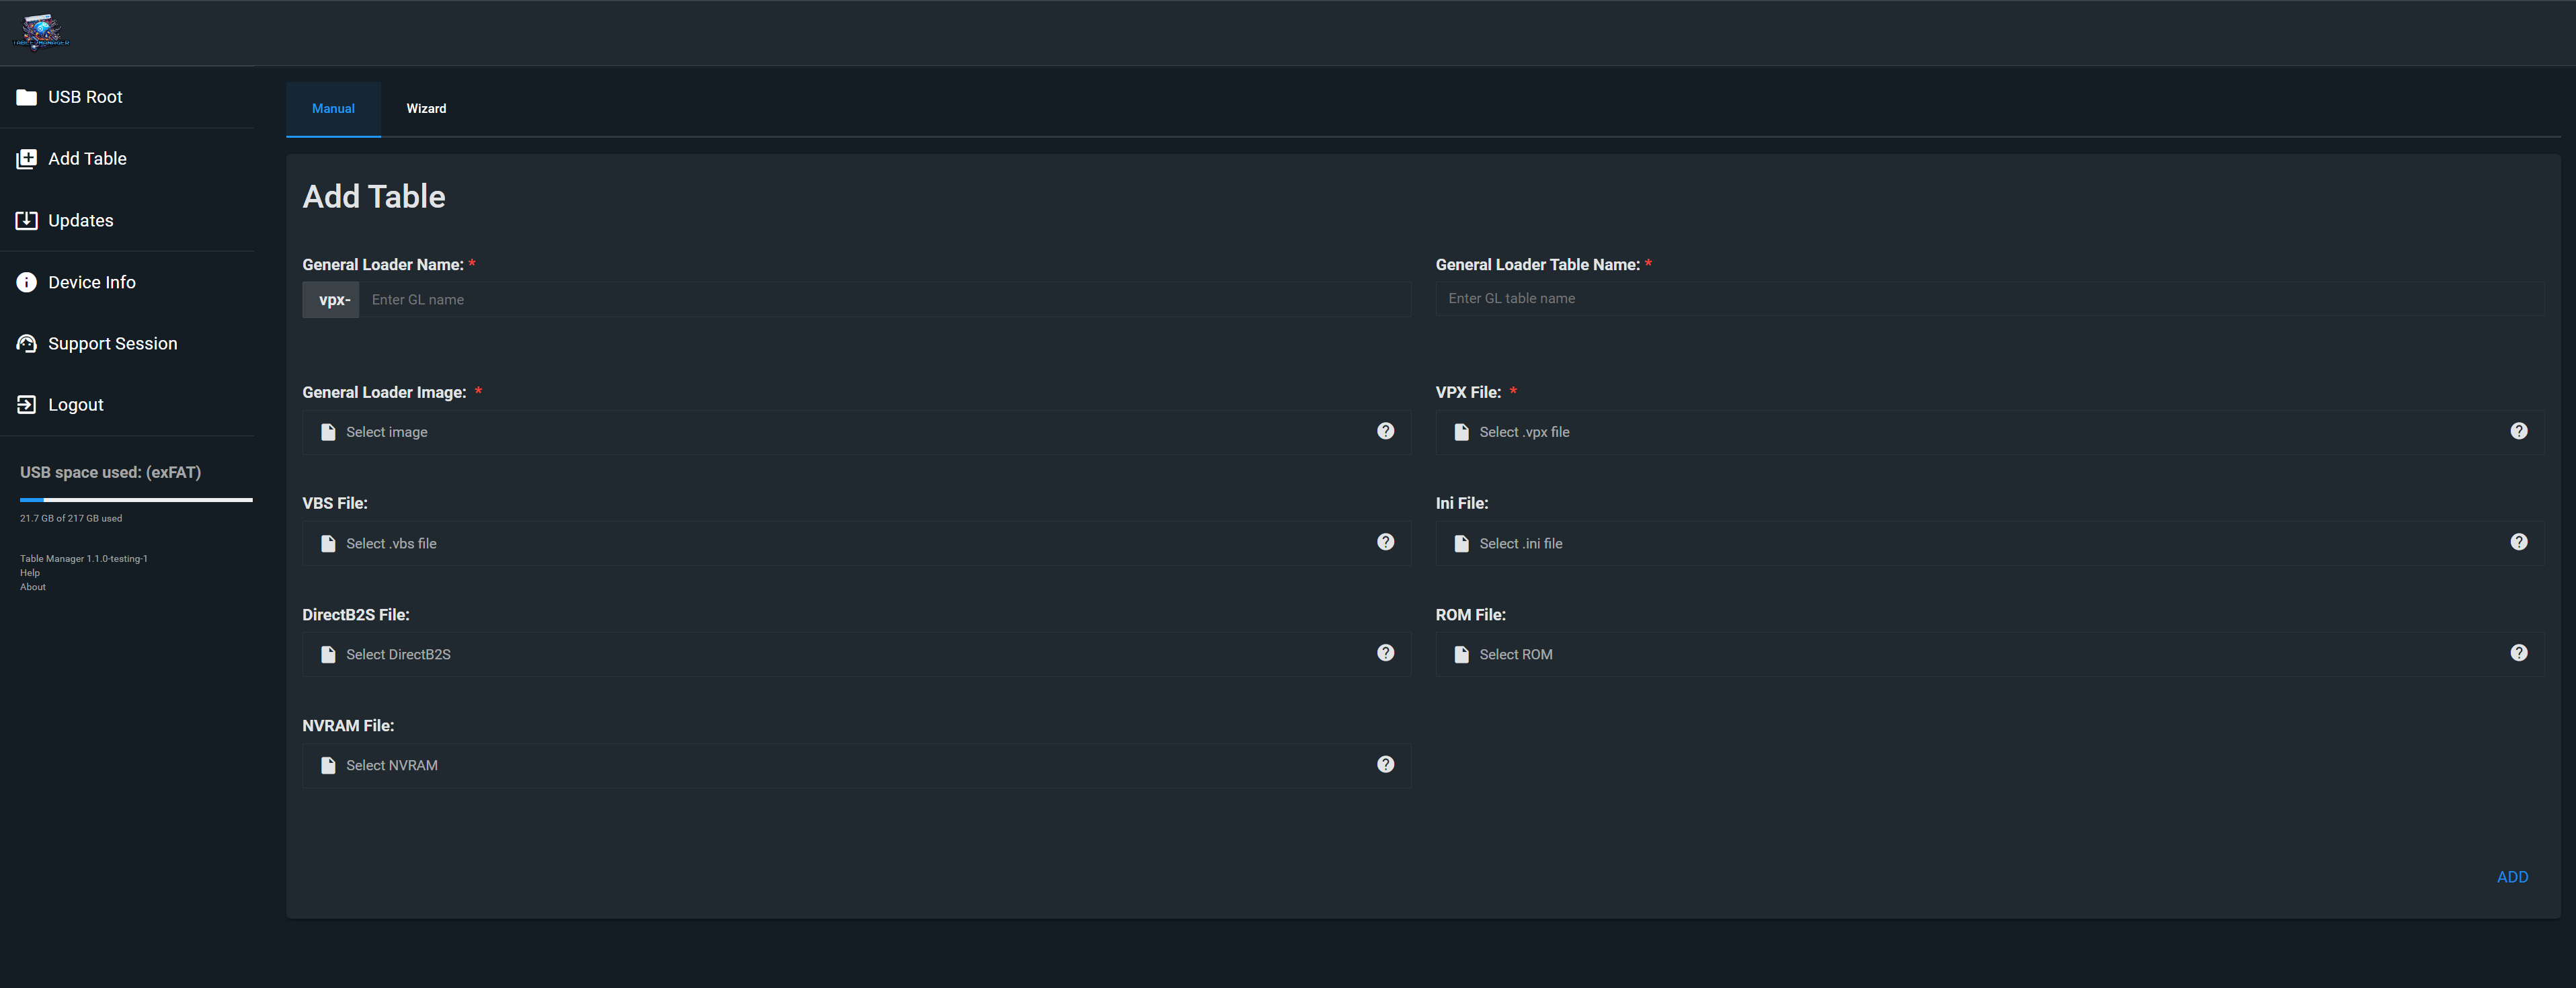 TABLE MANAGER
USB Root
Add Table
Updates
Device Info
Support Session
Logout
USB space used: (exFAT)
21.7 GB of 217 GB used
Table Manager 1.1.0-testing-1
Help
About
Manual Wizard
Add Table
General Loader Name: *
vpx- Enter GL name
General Loader Table Name: *
Enter GL table name
General Loader Image: *
Select image
VPX File: *
Select .vpx file
VBS File:
Select .vbs file
Ini File:
Select .ini file
DirectB2S File:
Select DirectB2S
ROM File:
Select ROM
NVRAM File:
Select NVRAM
ADD